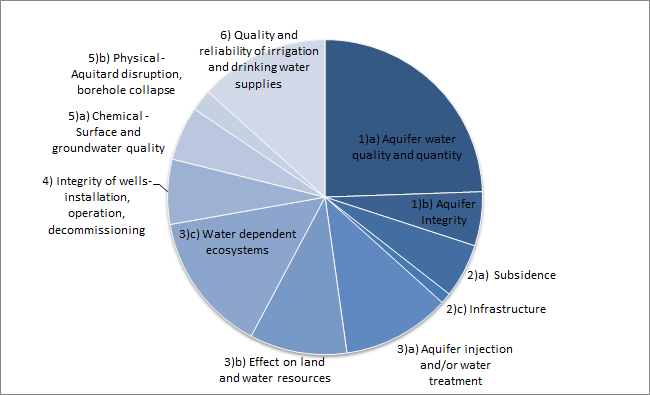 6) Quality and
reliability of irrigation
and drinking water
supplies
1)a) Aquifer water
quality and quantity
1)b) Aquifer
Integrity
2)a) Subsidence
2)c) Infrastructure
3)a) Aquifer injection
and/or water
treatment
3)b) Effect on land
and water resources
3)c) Water dependent
ecosystems
4) Integrity of wells-
installation,
operation,
decommissioning
5)a) Chemical -
Surface and
groundwater quality
5)b) Physical -
Aquitard disruption,
borehole collapse